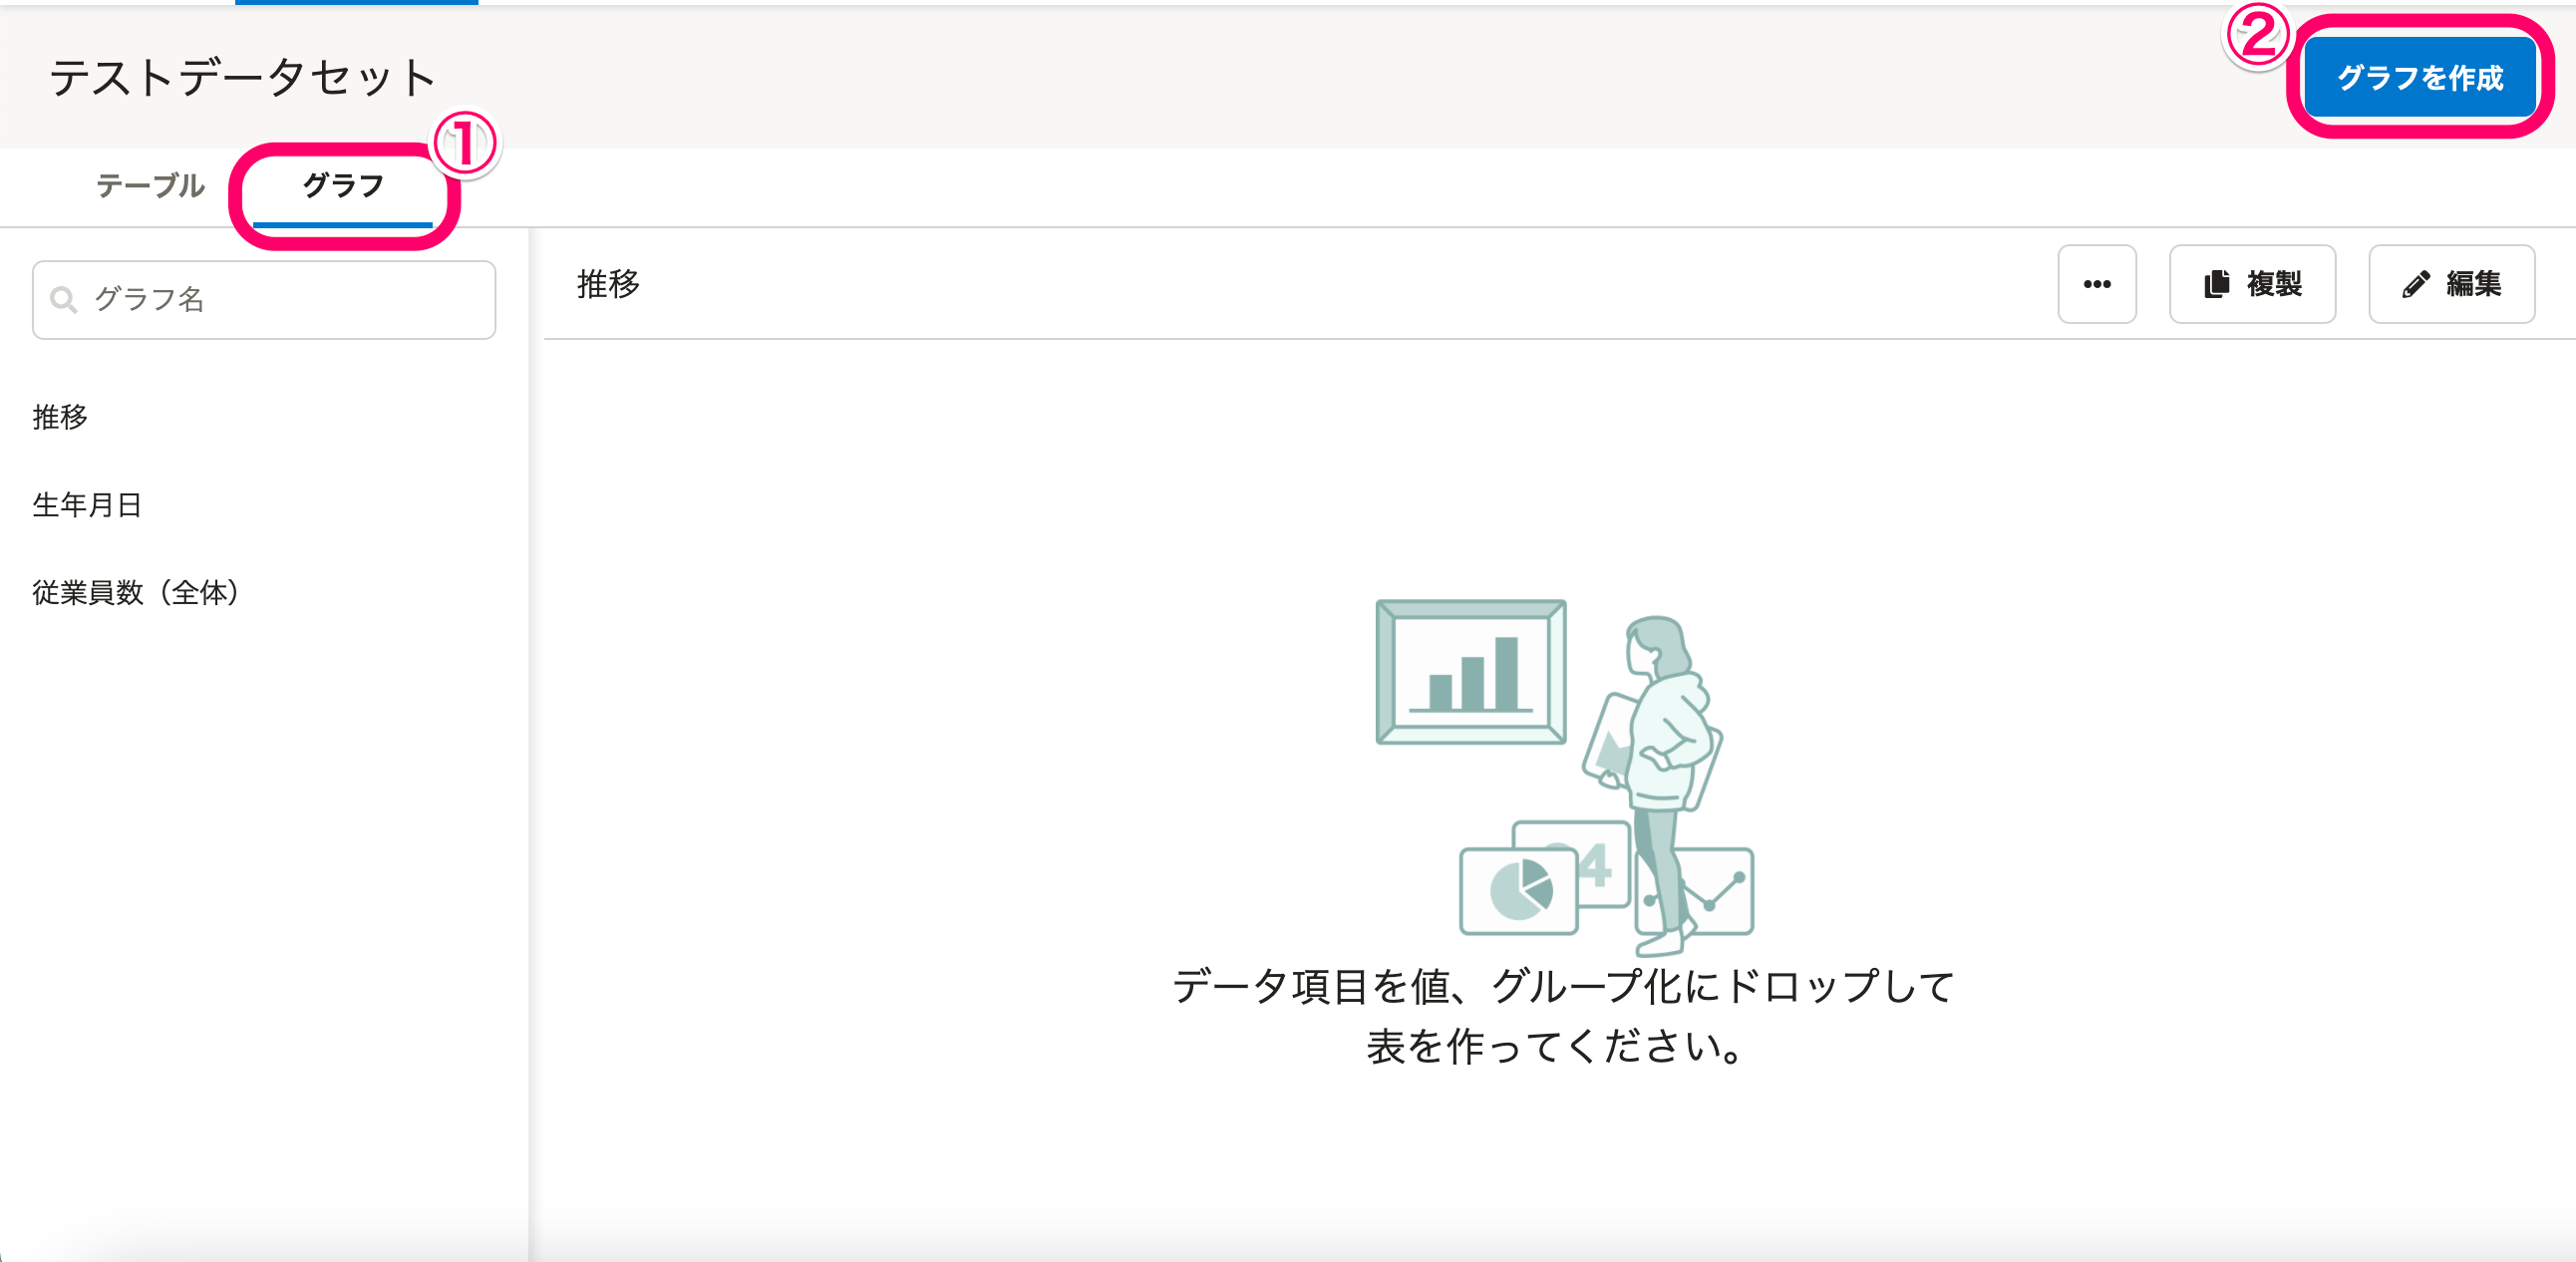 テストデータセット
②
グラフを作成
テーブル
グラフ
①
グラフ名
推移
複製
編集
推移
生年月日
従業員数（全体）
4
データ項目を値、グループ化にドロップして
表を作ってください。